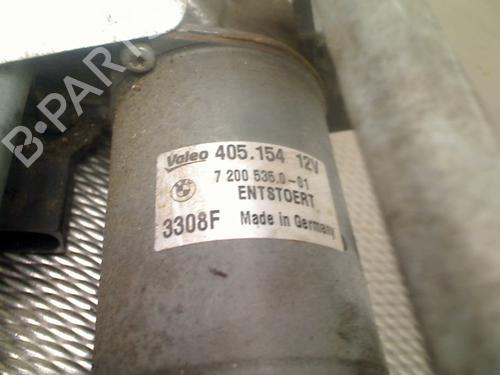 B-PARTS
Valeo 405.154 12V
7 200 535.0-01
ENTSTOERT
3308F Made in Germany